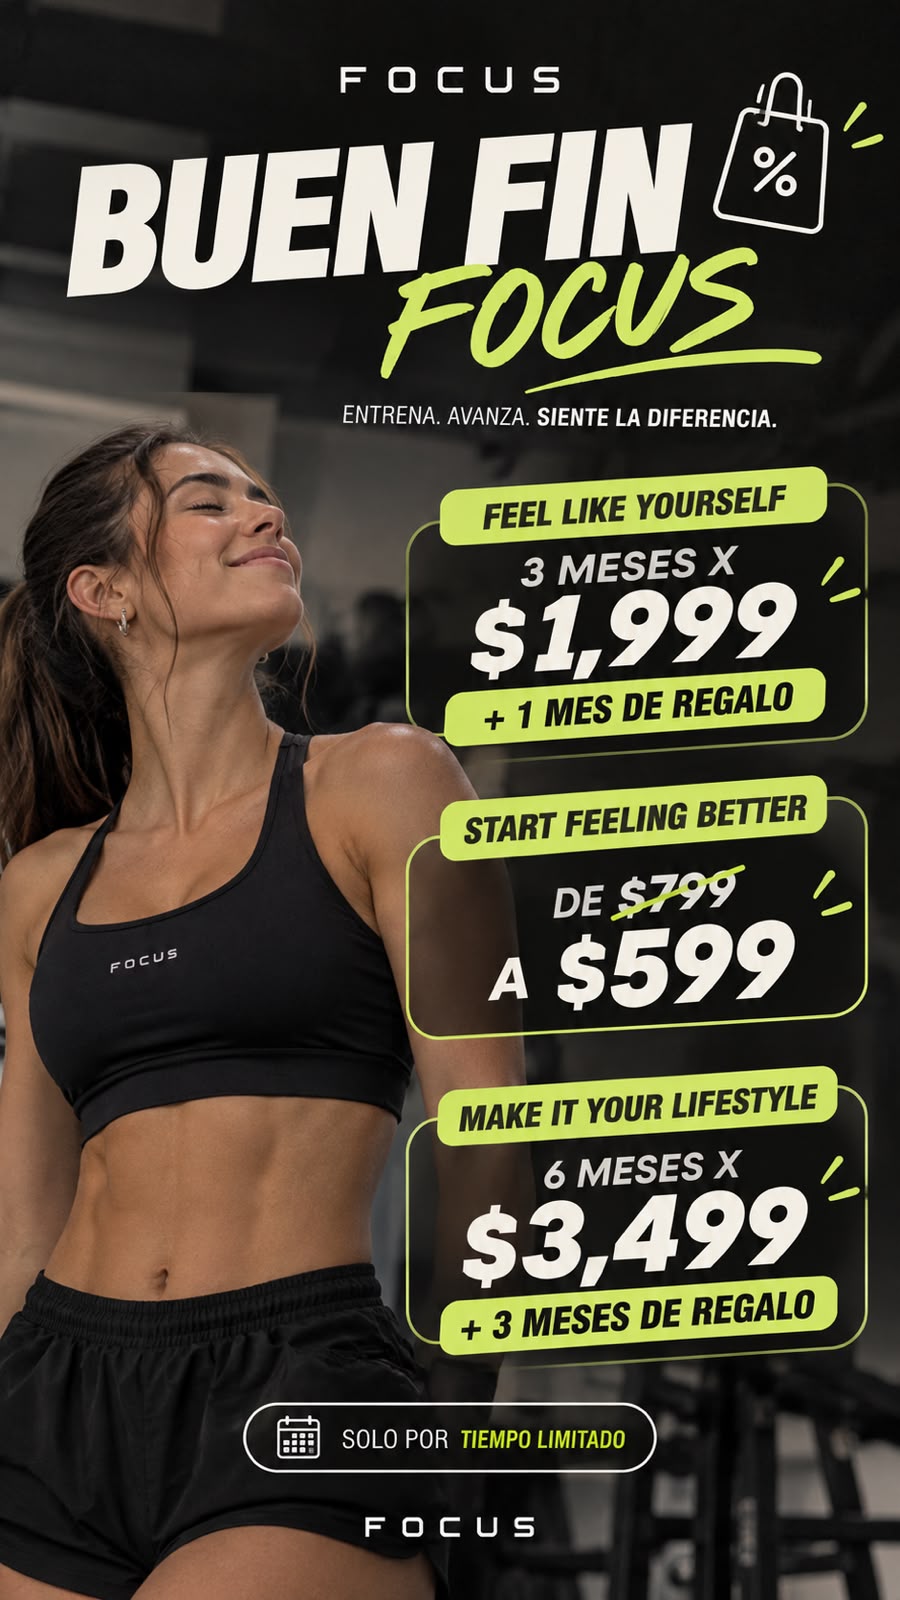 FOCUS
BUEN FIN
FOCUS
ENTRENA. AVANZA. SIENTE LA DIFERENCIA.
FEEL LIKE YOURSELF
3 MESES X
$1,999
+ 1 MES DE REGALO
START FEELING BETTER
DE $799
A $599
FOCUS
MAKE IT YOUR LIFESTYLE
6 MESES X
$3,499
+ 3 MESES DE REGALO
SOLO POR TIEMPO LIMITADO
FOCUS